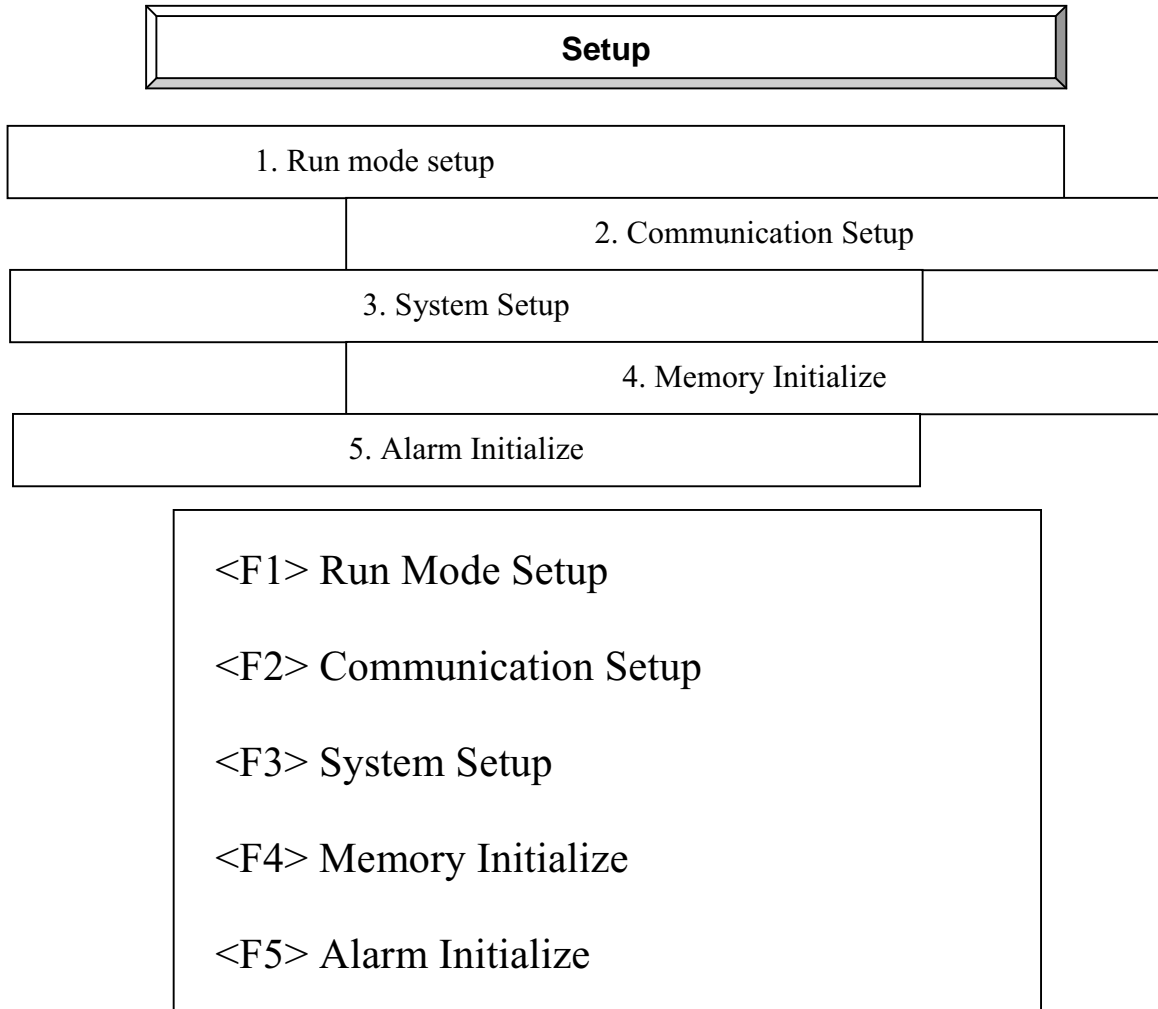 Setup
1. Run mode setup
2. Communication Setup
3. System Setup
4. Memory Initialize
5. Alarm Initialize
<F1> Run Mode Setup
<F2> Communication Setup
<F3> System Setup
<F4> Memory Initialize
<F5> Alarm Initialize